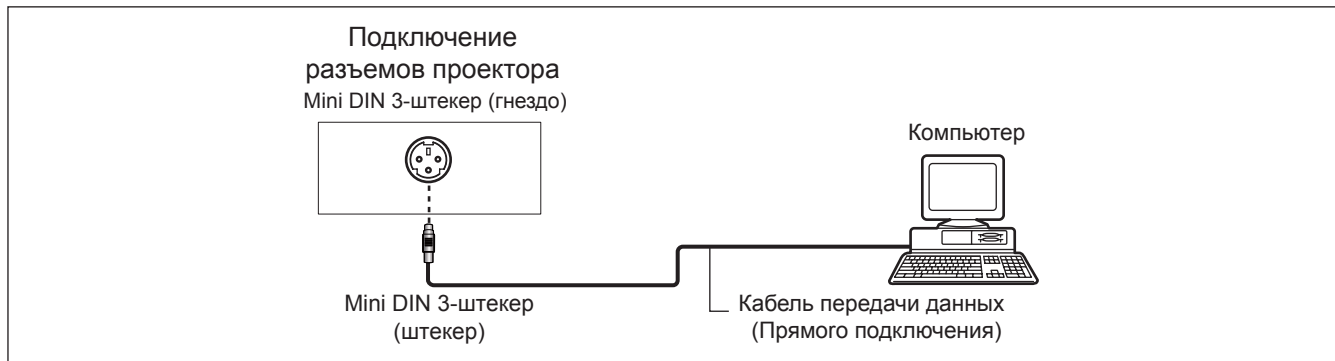 Подключение
разъемов проектора
Mini DIN 3-штекер (гнездо)
Компьютер
Mini DIN 3-штекер
(штекер)
Кабель передачи данных
(Прямого подключения)